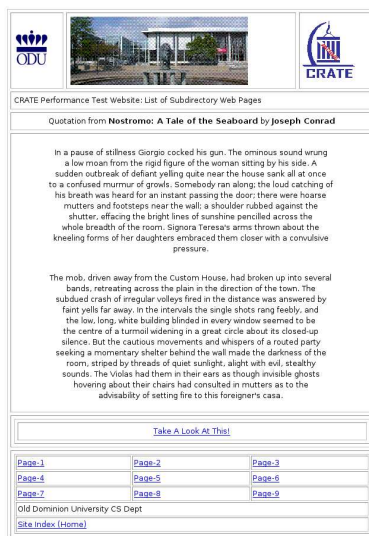 ODU
CRATE
CRATE Performance Test Website: List of Subdirectory Web Pages
Quotation from Nostromo: A Tale of the Seaboard by Joseph Conrad
In a pause of stillness Giorgio cocked his gun. The ominous sound wrung
a low moan from the rigid figure of the woman sitting by his side. A
sudden outbreak of defiant yelling quite near the house sank all at once
to a confused murmur of growls. Somebody ran along; the loud catching of
his breath was heard for an instant passing the door; there were hoarse
mutters and footsteps near the wall; a shoulder rubbed against the
shutter, effacing the bright lines of sunshine pencilled across the
whole breadth of the room. Signora Teresa's arms thrown about the
kneeling forms of her daughters embraced them closer with a convulsive
pressure.
The mob, driven away from the Custom House, had broken up into several
bands, retreating across the plain in the direction of the town. The
subdued crash of irregular volleys fired in the distance was answered by
faint yells far away. In the intervals the single shots rang feebly, and
the low, long, white building blinded in every window seemed to be
the centre of a turmoil widening in a great circle about its closed-up
silence. But the cautious movements and whispers of a routed party
seeking a momentary shelter behind the wall made the darkness of the
room, striped by threads of quiet sunlight, alight with evil, stealthy
sounds. The Violas had them in their ears as though invisible ghosts
hovering about their chairs had consulted in mutters as to the
advisability of setting fire to this foreigner's casa.
Take A Look At This!
Page-1 Page-2 Page-3
Page-4 Page-5 Page-6
Page-7 Page-8 Page-9
Old Dominion University CS Dept
Site Index (Home)